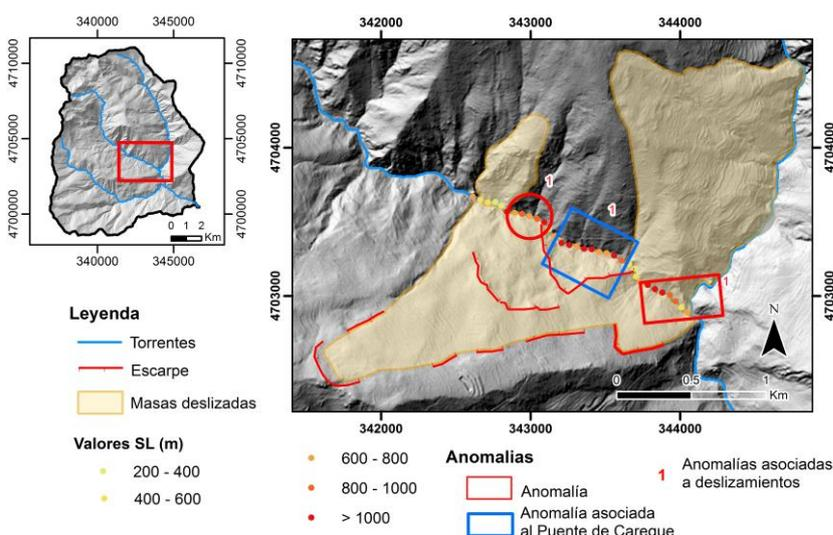 340000 345000
4710000
4705000
4700000
4710000
4705000
4700000
0 1 2
Km
340000 345000
342000 343000 344000
4704000
4703000
4704000
4703000
1
1
1
N
0 0,5 1
Km
342000 343000 344000
Leyenda
Torrentes
Escarpe
Masas deslizadas
Valores SL (m)
200 - 400
400 - 600
600 - 800
800 - 1000
> 1000
Anomalias
Anomalía
Anomalía asociada
al Puente de Careque
1 Anomalías asociadas
a deslizamientos